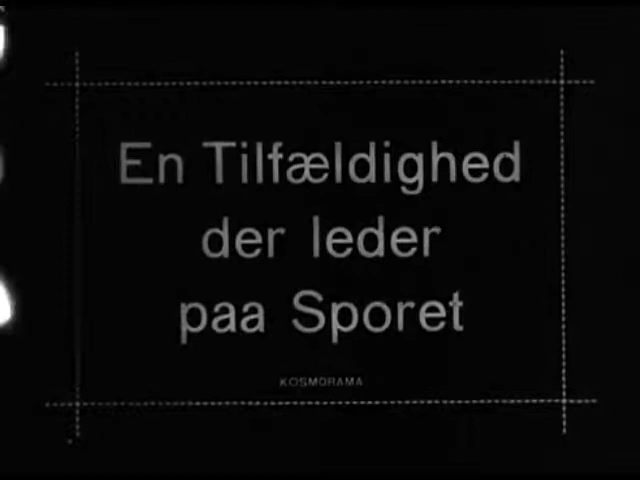 En Tilfældighed
der leder
paa Sporet
KOSMORAMA